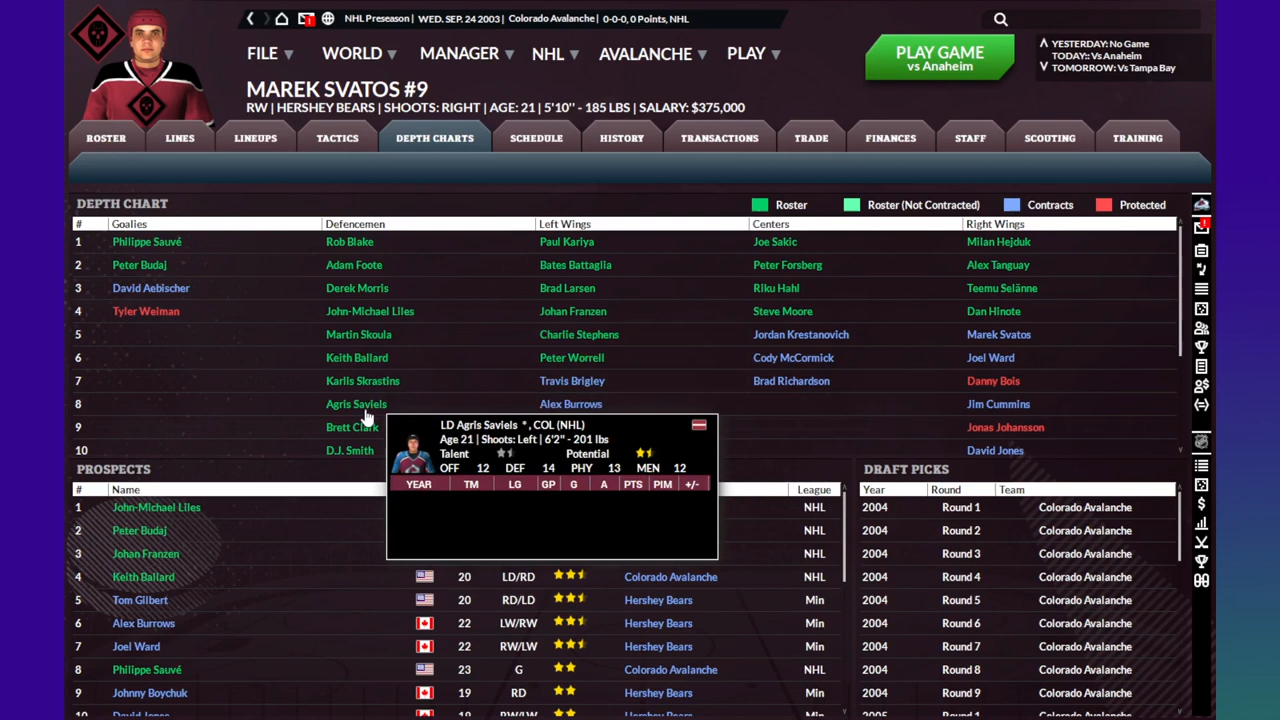 NHL Preseason | WED. SEP. 24 2003 | Colorado Avalanche | 0-0-0, 0 Points, NHL
FILE WORLD MANAGER NHL AVALANCHE PLAY
PLAY GAME
vs Anaheim
YESTERDAY: No Game
TODAY:: Vs Anaheim
TOMORROW: Vs Tampa Bay
MAREK SVATOS #9
RW | HERSHEY BEARS | SHOOTS: RIGHT | AGE: 21 | 5'10'' - 185 LBS | SALARY: $375,000
ROSTER LINES LINEUPS TACTICS DEPTH CHARTS SCHEDULE HISTORY TRANSACTIONS TRADE FINANCES STAFF SCOUTING TRAINING
DEPTH CHART Roster Roster (Not Contracted) Contracts Protected
# Goalies Defencemen Left Wings Centers Right Wings
1 Philippe Sauvé Rob Blake Paul Kariya Joe Sakic Milan Hejduk
2 Peter Budaj Adam Foote Bates Battaglia Peter Forsberg Alex Tanguay
3 David Aebischer Derek Morris Brad Larsen Riku Hahl Teemu Selänne
4 Tyler Weiman John-Michael Liles Johan Franzen Steve Moore Dan Hinote
5 Martin Skoula Charlie Stephens Jordan Krestanovich Marek Svatos
6 Keith Ballard Peter Worrell Cody McCormick Joel Ward
7 Karlis Skrastins Travis Brigley Brad Richardson Danny Bois
8 Agris Saviels Alex Burrows Jim Cummins
9 Brett Clark Jonas Johansson
10 D.J. Smith David Jones
LD Agris Saviels *, COL (NHL)
Age 21 | Shoots: Left | 6'2" - 201 lbs
Talent Potential
OFF 12 DEF 14 PHY 13 MEN 12
YEAR TM LG GP G A PTS PIM +/-
PROSPECTS
# Name League
1 John-Michael Liles NHL
2 Peter Budaj NHL
3 Johan Franzen NHL
4 Keith Ballard 20 LD/RD Colorado Avalanche NHL
5 Tom Gilbert 20 RD/LD Hershey Bears Min
6 Alex Burrows 22 LW/RW Hershey Bears Min
7 Joel Ward 22 RW/LW Hershey Bears Min
8 Philippe Sauvé 23 G Colorado Avalanche NHL
9 Johnny Boychuk 19 RD Hershey Bears Min
10 David Jones 19 RW/LW Hershey Bears Min
DRAFT PICKS
Year Round Team
2004 Round 1 Colorado Avalanche
2004 Round 2 Colorado Avalanche
2004 Round 3 Colorado Avalanche
2004 Round 4 Colorado Avalanche
2004 Round 5 Colorado Avalanche
2004 Round 6 Colorado Avalanche
2004 Round 7 Colorado Avalanche
2004 Round 8 Colorado Avalanche
2004 Round 9 Colorado Avalanche
2005 Round 1 Colorado Avalanche